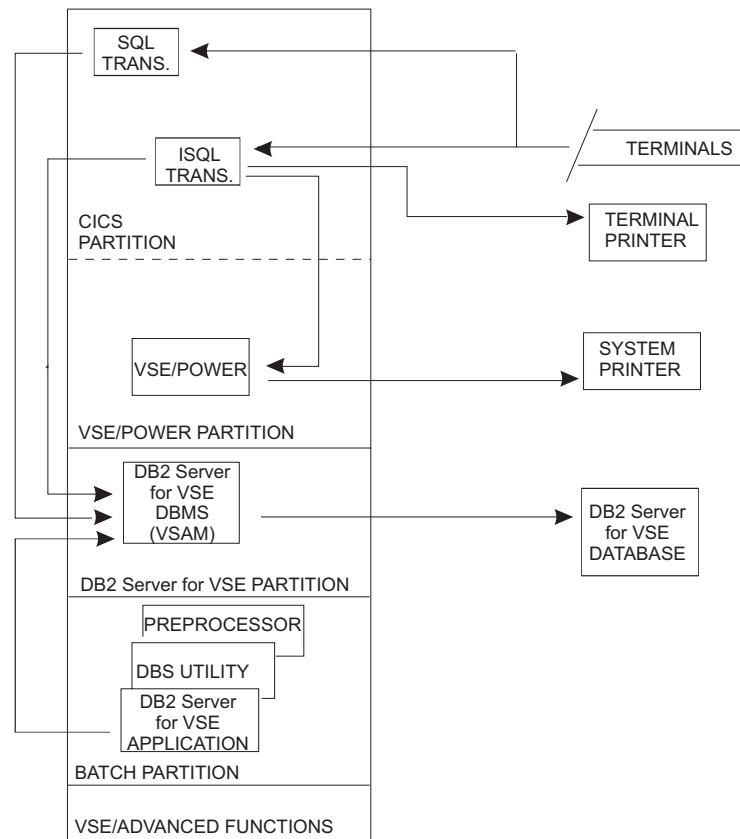 SQL
TRANS.
ISQL
TRANS.
TERMINALS
CICS
PARTITION
TERMINAL
PRINTER
VSE/POWER
SYSTEM
PRINTER
VSE/POWER PARTITION
DB2 Server
for VSE
DBMS
(VSAM)
DB2 Server
for VSE
DATABASE
DB2 Server for VSE PARTITION
PREPROCESSOR
DBS UTILITY
DB2 Server
for VSE
APPLICATION
BATCH PARTITION
VSE/ADVANCED FUNCTIONS